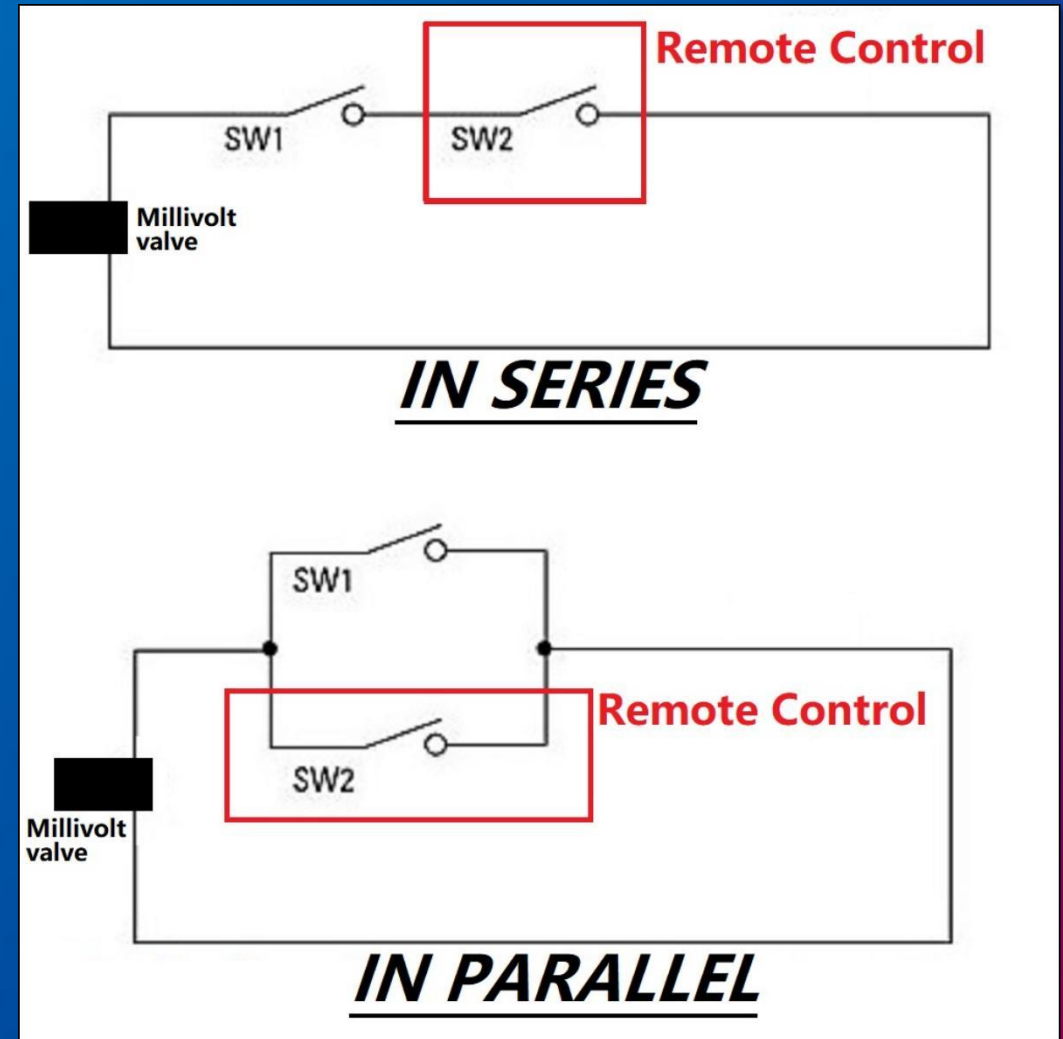 Remote Control
SW1
SW2
Millivolt
valve
IN SERIES
SW1
Remote Control
SW2
Millivolt
valve
IN PARALLEL